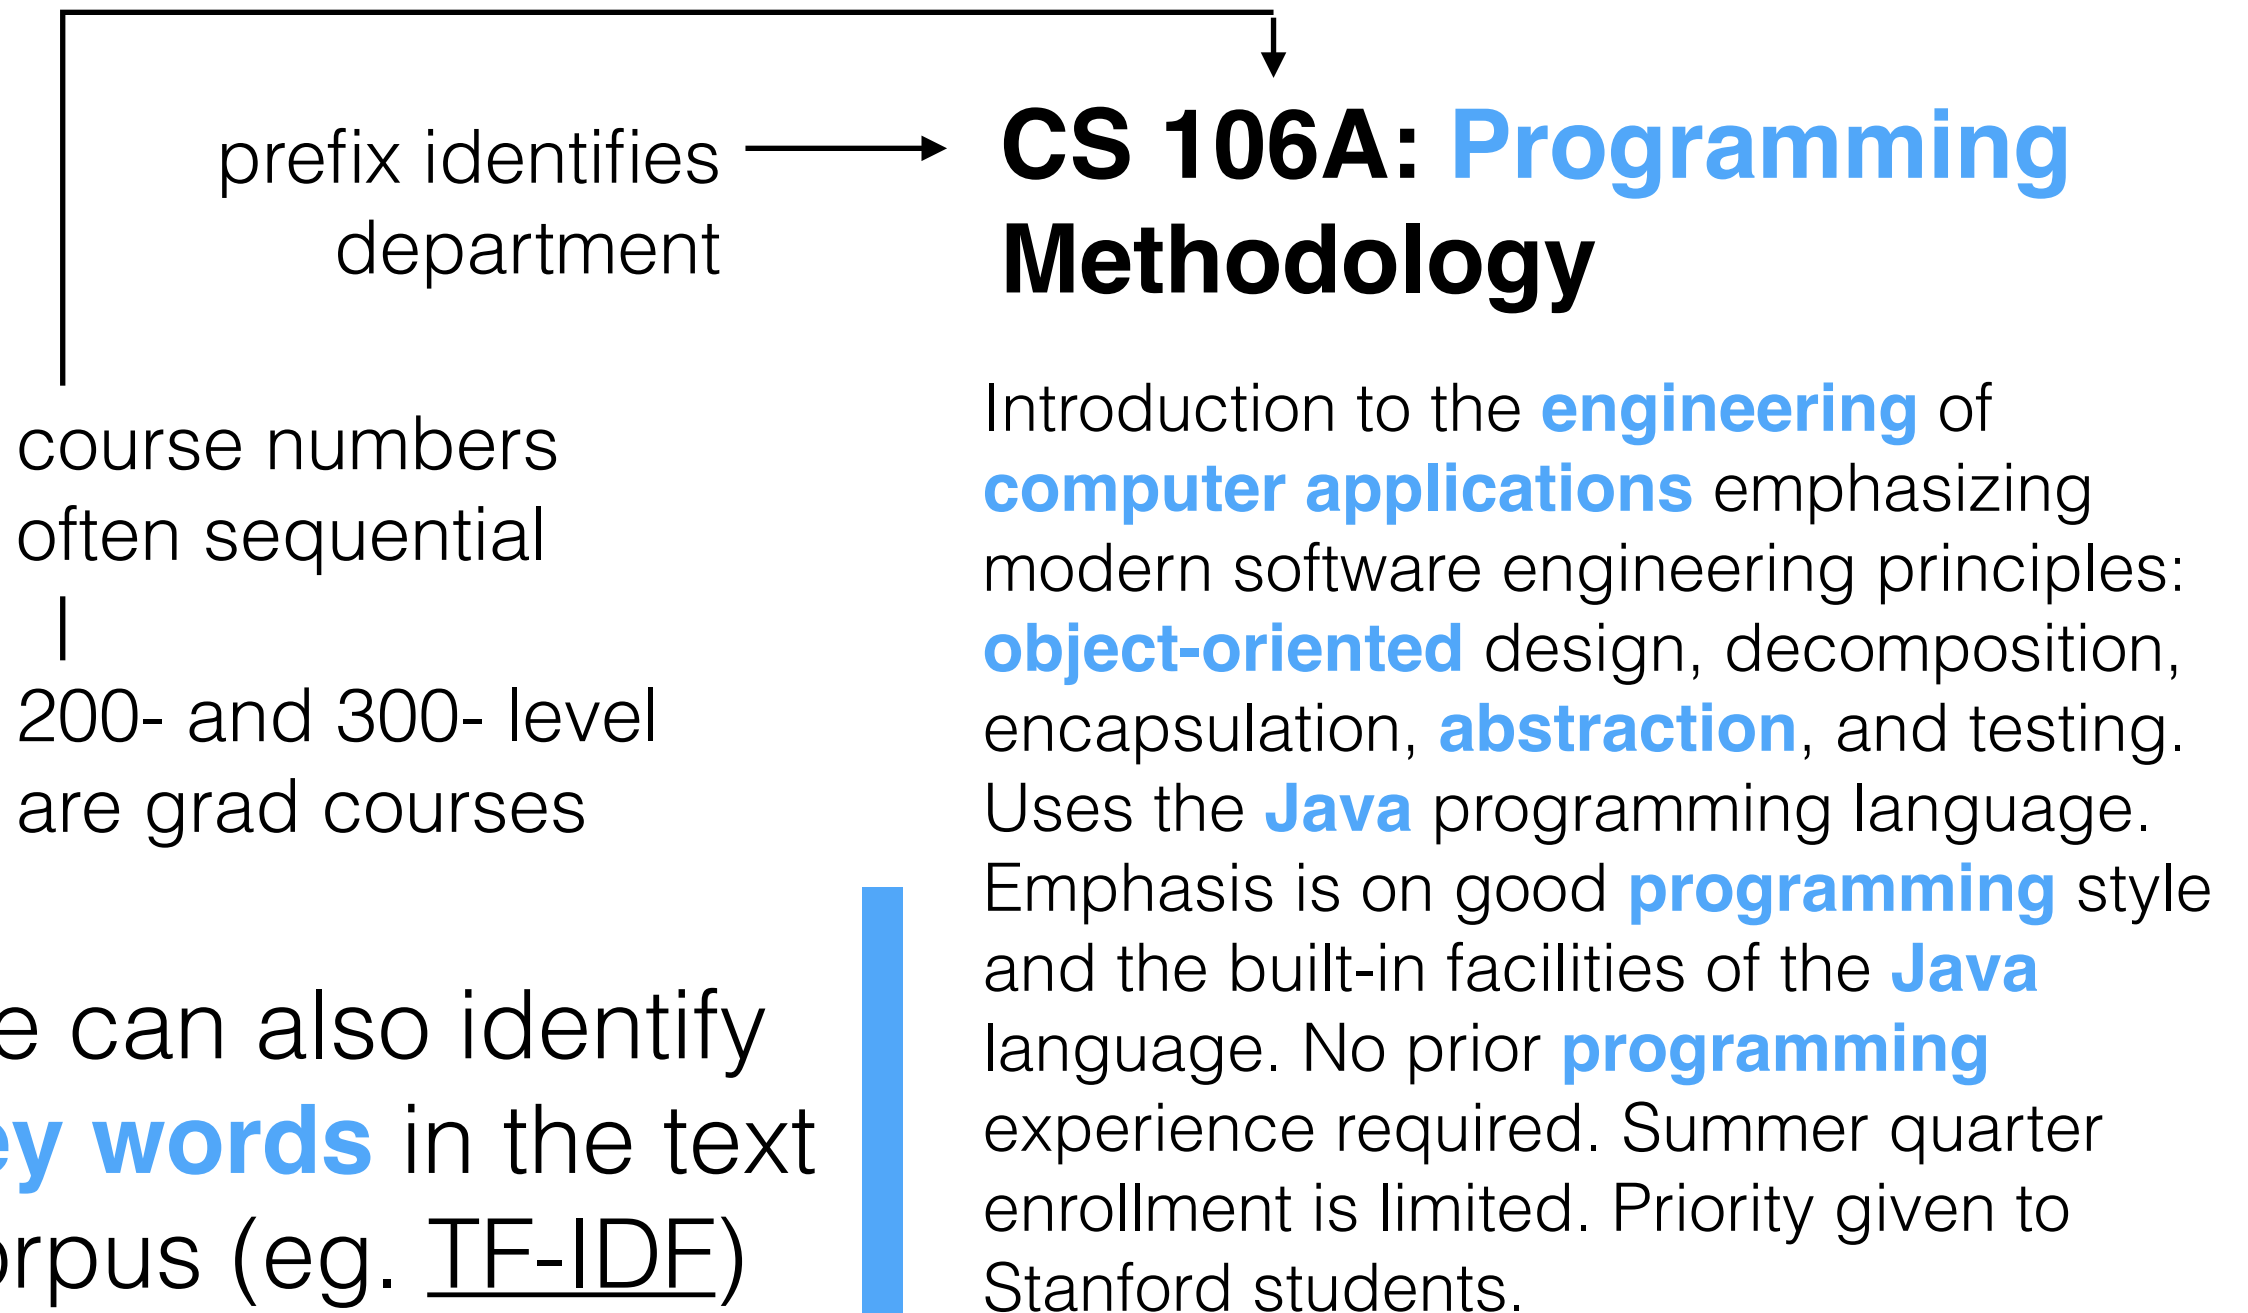 prefix identifies
department
course numbers
often sequential
200- and 300- level
are grad courses
e can also identify
ey words in the text
orpus (eg. TF-IDF)
CS 106A: Programming
Methodology
Introduction to the engineering of
computer applications emphasizing
modern software engineering principles:
object-oriented design, decomposition,
encapsulation, abstraction, and testing.
Uses the Java programming language.
Emphasis is on good programming style
and the built-in facilities of the Java
language. No prior programming
experience required. Summer quarter
enrollment is limited. Priority given to
Stanford students.